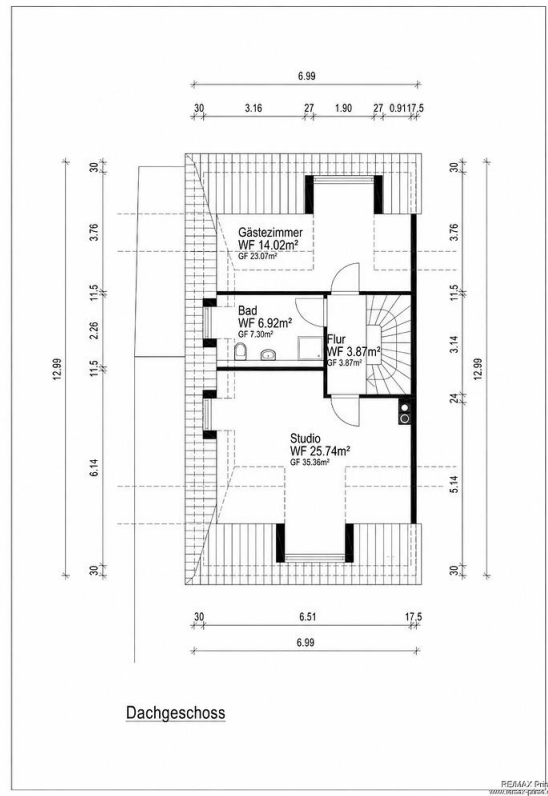 6.99
30 3.16 27 1.90 27 0.91 17,5
30 30
3.76 3.76
Gästezimmer
WF 14.02m²
GF 23.07m²
11,5 11,5
Bad
WF 6.92m²
GF 7.30m²
2.26 3.14
Flur
WF 3.87m²
GF 3.87m²
12.99 12.99
11,5 24
Studio
WF 25.74m²
GF 35.36m²
6.14 5.14
30 30
30 6.51 17,5
6.99
Dachgeschoss
RE/MAX Prin